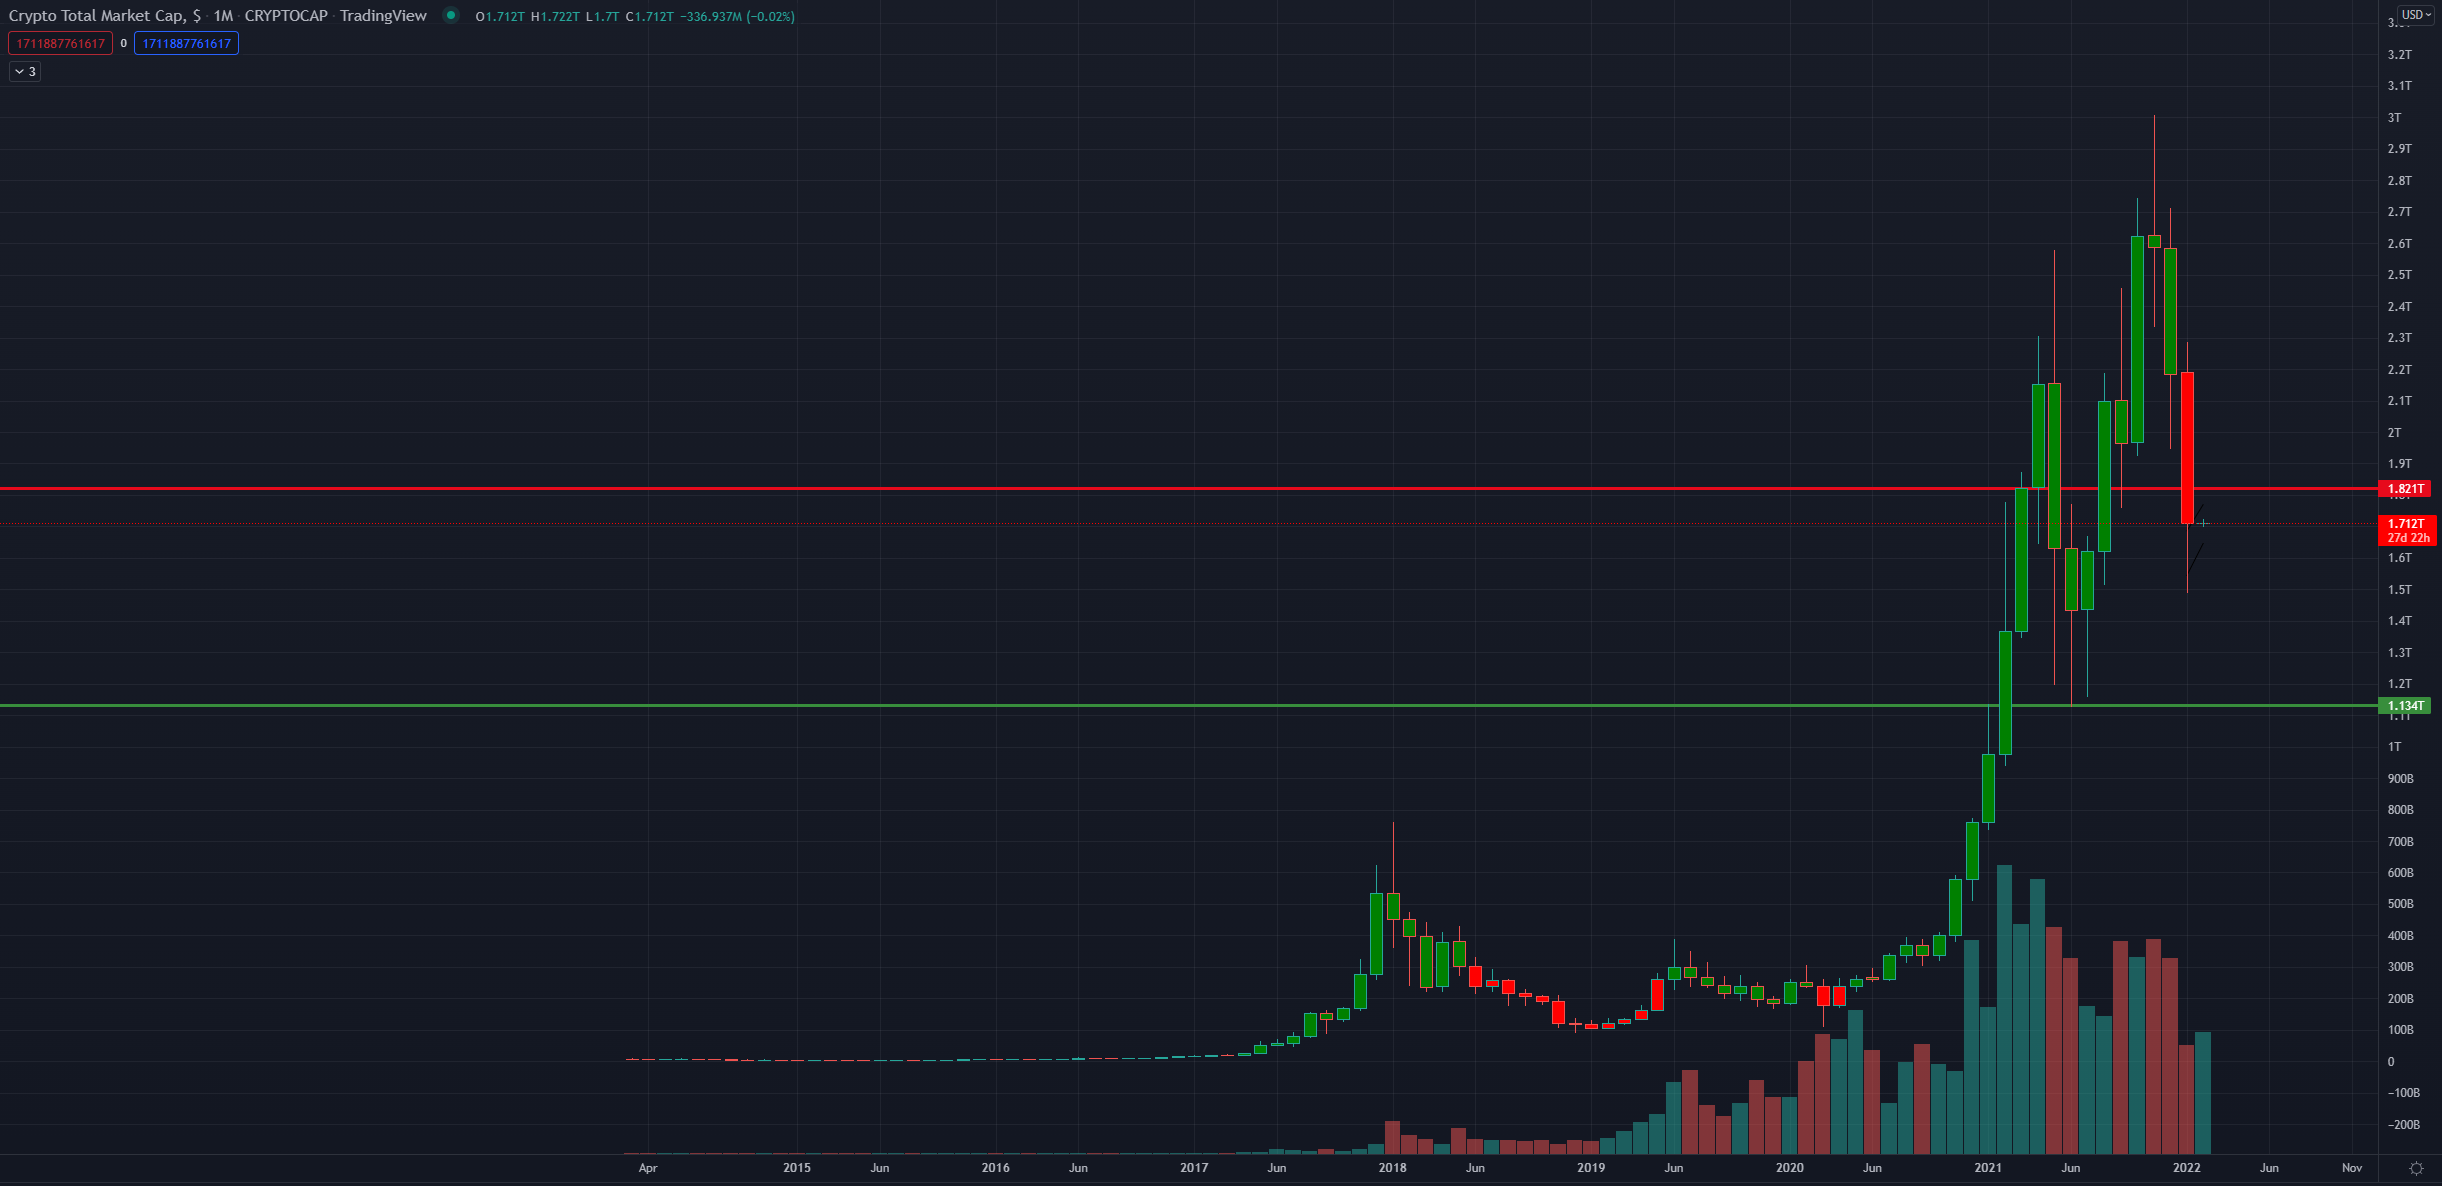 Crypto Total Market Cap, $ · 1M · CRYPTOCAP · TradingView O1.712T H1.722T L1.7T C1.712T −336.937M (−0.02%)
1711887761617 0 1711887761617
3
USD
3.2T
3.1T
3T
2.9T
2.8T
2.7T
2.6T
2.5T
2.4T
2.3T
2.2T
2.1T
2T
1.9T
1.821T
1.712T
27d 22h
1.6T
1.5T
1.4T
1.3T
1.2T
1.134T
1.1T
1T
900B
800B
700B
600B
500B
400B
300B
200B
100B
0
−100B
−200B
Apr 2015 Jun 2016 Jun 2017 Jun 2018 Jun 2019 Jun 2020 Jun 2021 Jun 2022 Jun Nov